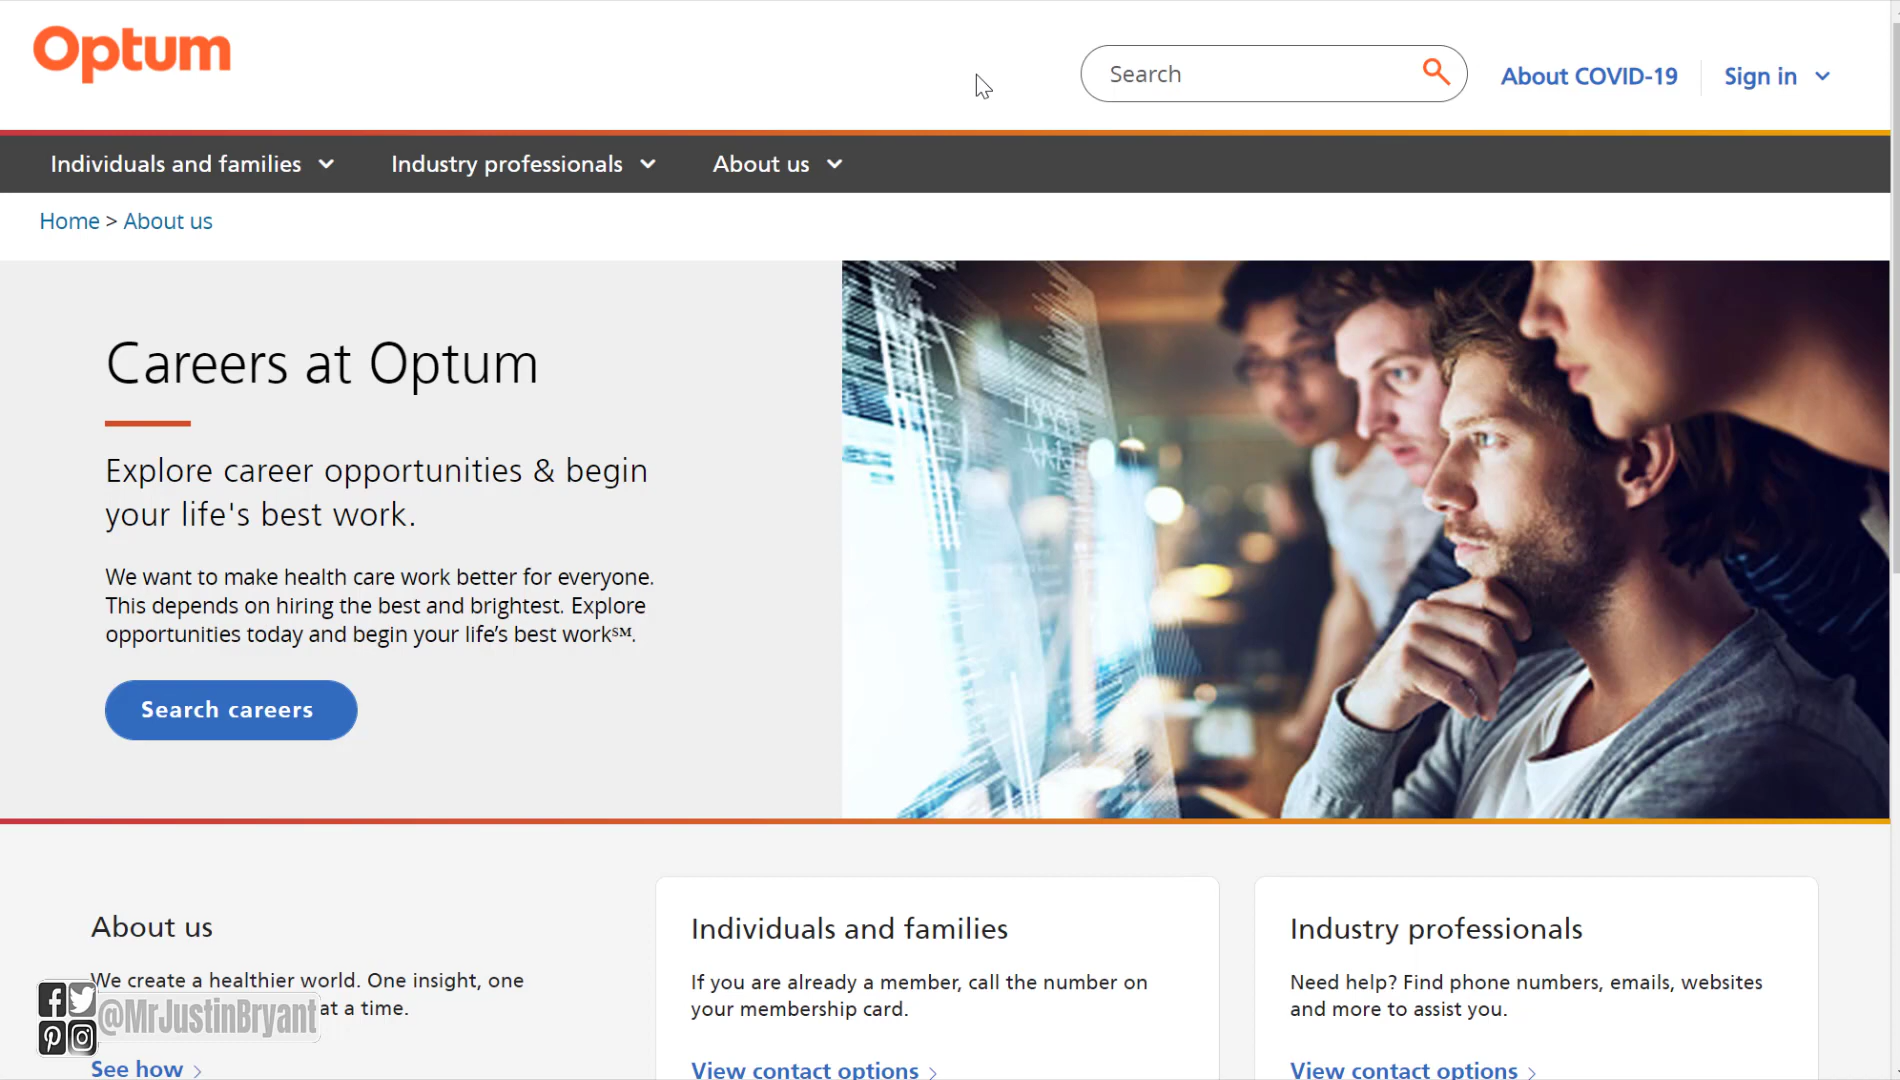 Optum
Search
About COVID-19
Sign in
Individuals and families
Industry professionals
About us
Home > About us
Careers at Optum
Explore career opportunities & begin
your life's best work.
We want to make health care work better for everyone.
This depends on hiring the best and brightest. Explore
opportunities today and begin your life’s best work℠.
Search careers
About us
We create a healthier world. One insight, one
at a time.
See how
Individuals and families
If you are already a member, call the number on
your membership card.
View contact options
Industry professionals
Need help? Find phone numbers, emails, websites
and more to assist you.
View contact options
@MrJustinBryant